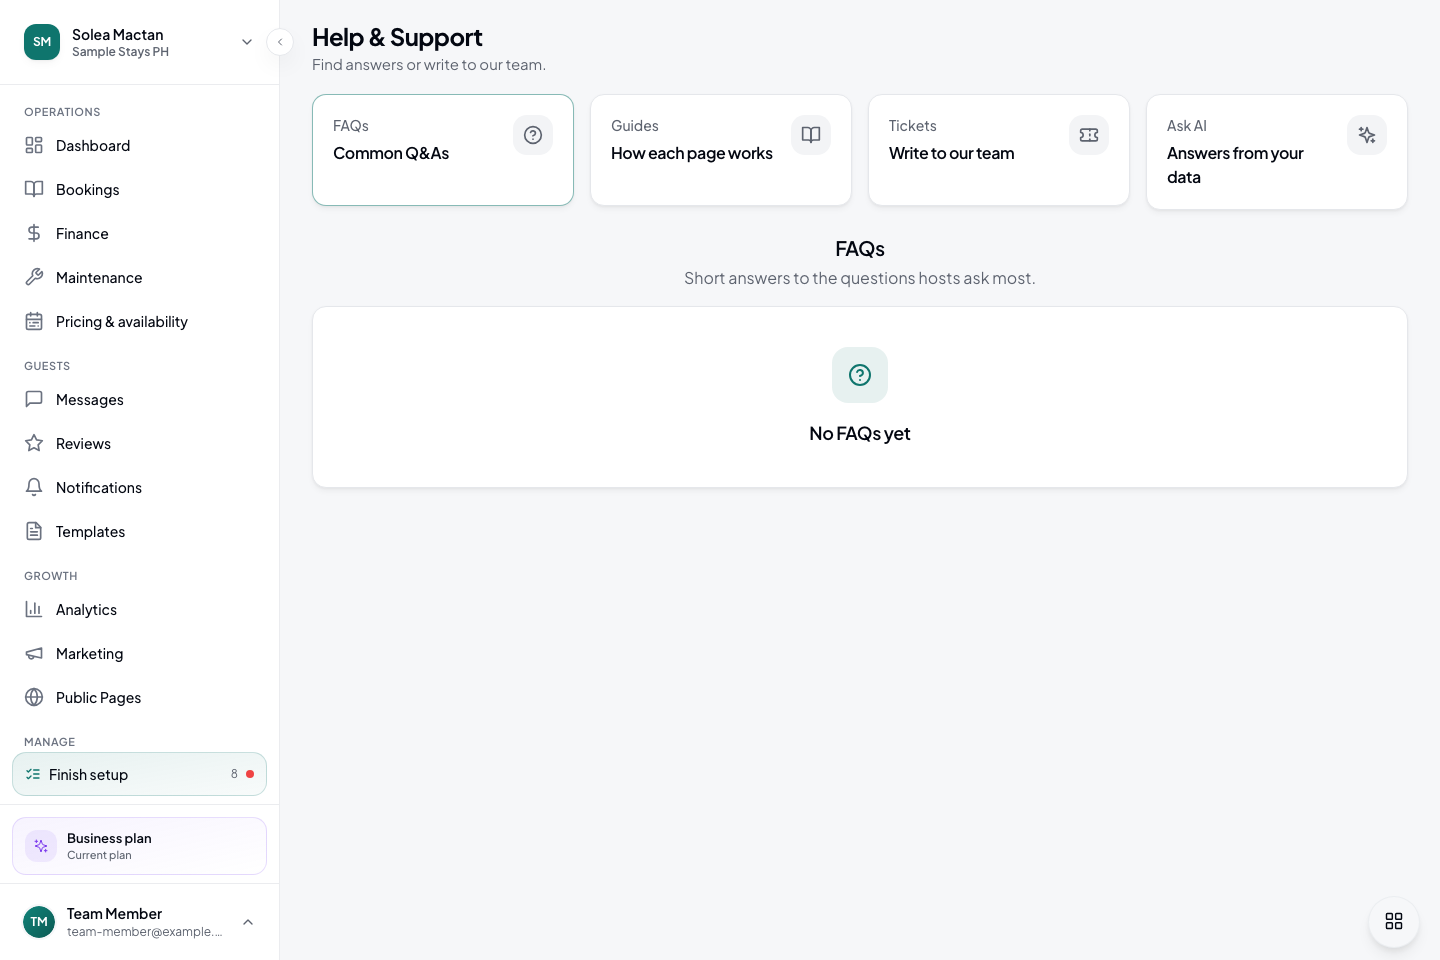 SM
Solea Mactan
Sample Stays PH
OPERATIONS
Dashboard
Bookings
Finance
Maintenance
Pricing & availability
GUESTS
Messages
Reviews
Notifications
Templates
GROWTH
Analytics
Marketing
Public Pages
MANAGE
Finish setup 8
Business plan
Current plan
TM
Team Member
team-member@example....
Help & Support
Find answers or write to our team.
FAQs
Common Q&As
Guides
How each page works
Tickets
Write to our team
Ask AI
Answers from your
data
FAQs
Short answers to the questions hosts ask most.
No FAQs yet